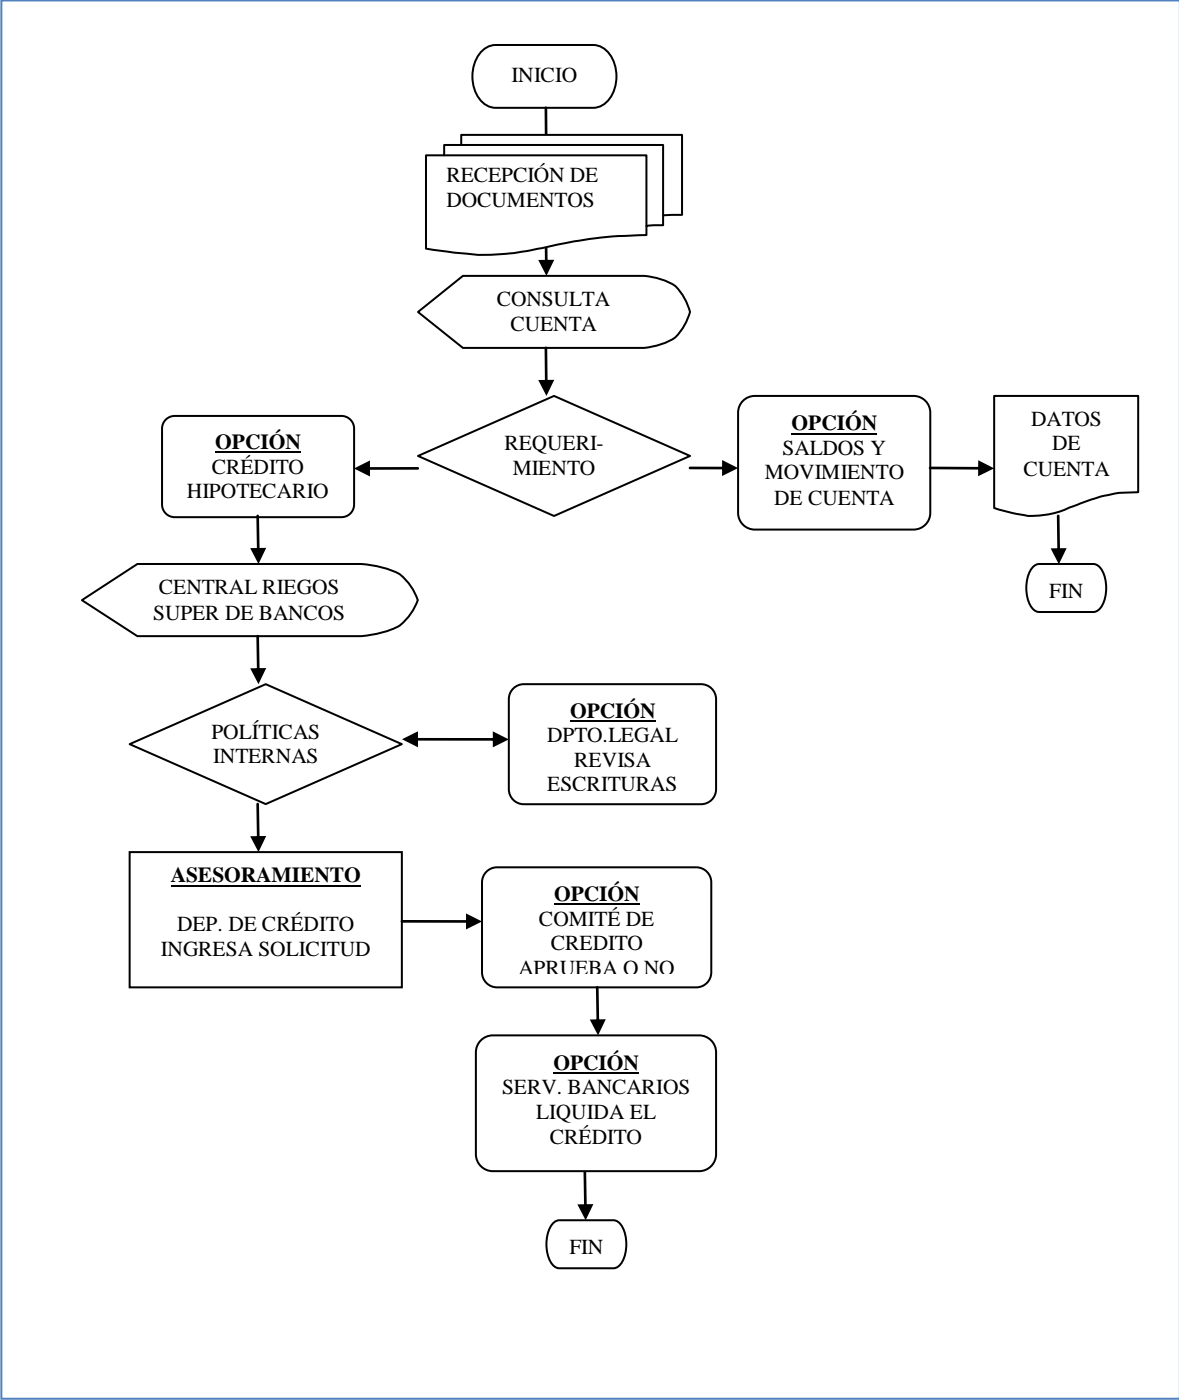 INICIO
RECEPCIÓN DE
DOCUMENTOS
CONSULTA
CUENTA
REQUERI-
MIENTO
OPCIÓN
CRÉDITO
HIPOTECARIO
OPCIÓN
SALDOS Y
MOVIMIENTO
DE CUENTA
DATOS
DE
CUENTA
FIN
CENTRAL RIEGOS
SUPER DE BANCOS
POLÍTICAS
INTERNAS
OPCIÓN
DPTO.LEGAL
REVISA
ESCRITURAS
ASESORAMIENTO
DEP. DE CRÉDITO
INGRESA SOLICITUD
OPCIÓN
COMITÉ DE
CREDITO
APRUEBA O NO
OPCIÓN
SERV. BANCARIOS
LIQUIDA EL
CRÉDITO
FIN